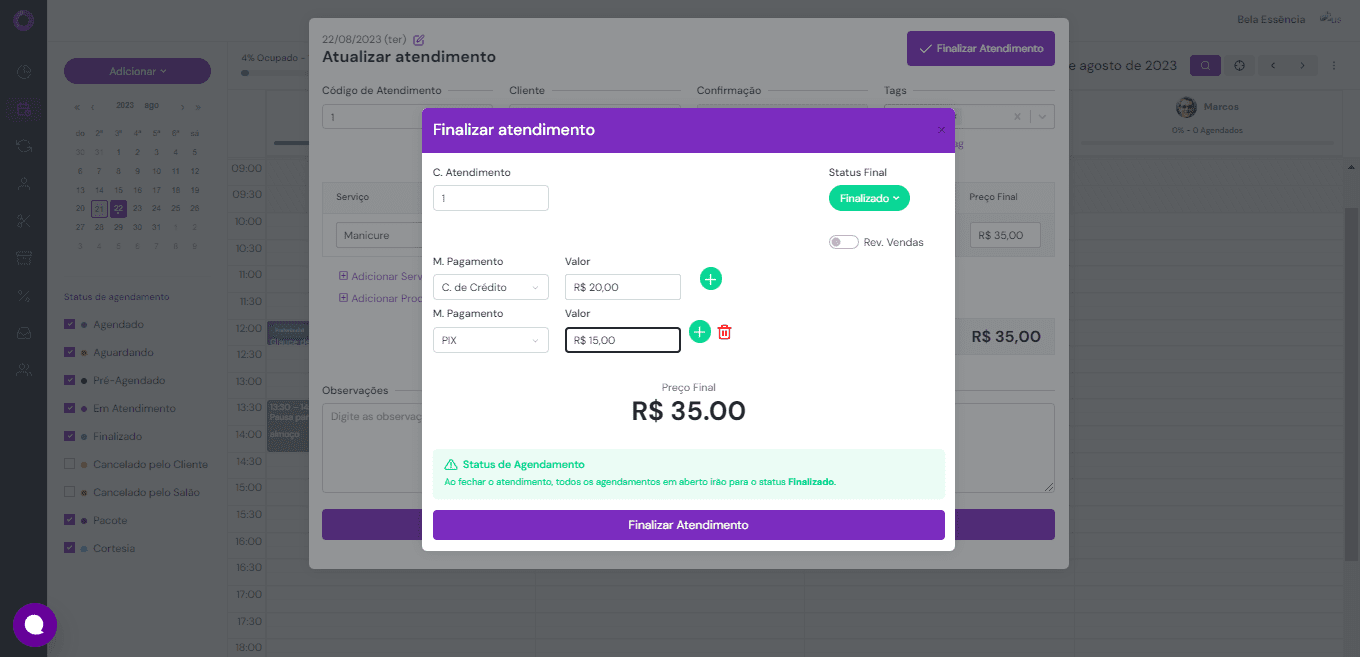 Bela Essência
22/08/2023 (ter)
Atualizar atendimento
Finalizar Atendimento
Adicionar
4% Ocupado -
e agosto de 2023
Código de Atendimento
Cliente
Confirmação
Tags
1
Marcos
0% - 0 Agendados
2023 ago
do 2ª 3ª 4ª 5ª 6ª sá
30 31 1 2 3 4 5
6 7 8 9 10 11 12
13 14 15 16 17 18 19
20 21 22 23 24 25 26
27 28 29 30 31 1 2
3 4 5 6 7 8 9
Finalizar atendimento
C. Atendimento
1
Status Final
Finalizado
Rev. Vendas
M. Pagamento
Valor
C. de Crédito
R$ 20,00
M. Pagamento
Valor
PIX
R$ 15,00
Preço Final
R$ 35.00
Status de Agendamento
Ao fechar o atendimento, todos os agendamentos em aberto irão para o status Finalizado.
Finalizar Atendimento
Serviço
Preço Final
Manicure
R$ 35,00
Adicionar Serv
Adicionar Prod
R$ 35,00
Observações
Digite as observaç
Status de agendamento
Agendado
Aguardando
Pré-Agendado
Em Atendimento
Finalizado
Cancelado pelo Cliente
Cancelado pelo Salão
Pacote
Cortesia
09:00
09:30
10:00
10:30
11:00
11:30
12:00
12:30
13:00
13:30
14:00
14:30
15:00
15:30
16:00
16:30
17:00
17:30
18:00
13:30 - 14
Pausa par
almoço